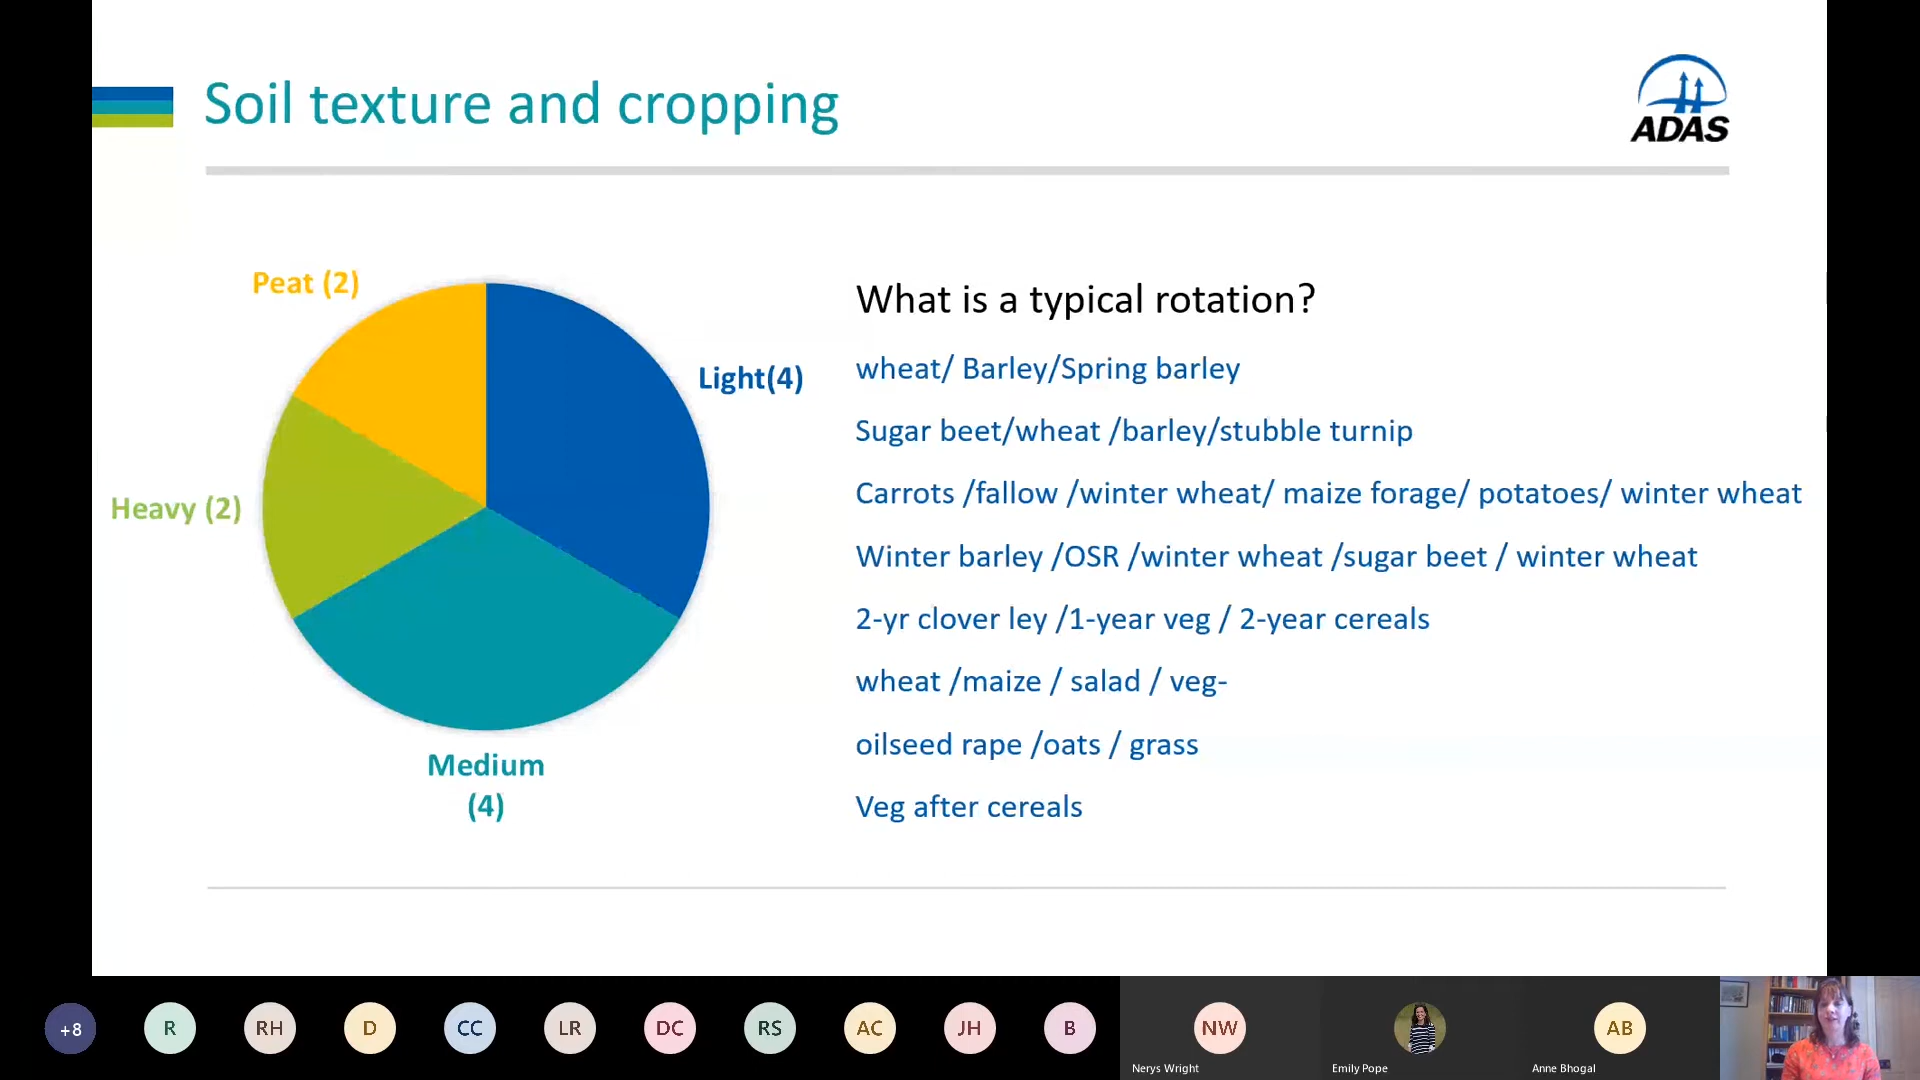 Soil texture and cropping
ADAS
Peat (2)
Light(4)
Heavy (2)
Medium
(4)
What is a typical rotation?
wheat/ Barley/Spring barley
Sugar beet/wheat /barley/stubble turnip
Carrots /fallow /winter wheat/ maize forage/ potatoes/ winter wheat
Winter barley /OSR /winter wheat /sugar beet / winter wheat
2-yr clover ley /1-year veg / 2-year cereals
wheat /maize / salad / veg-
oilseed rape /oats / grass
Veg after cereals
+8 R RH D CC LR DC RS AC JH B NW AB
Nerys Wright Emily Pope Anne Bhogal